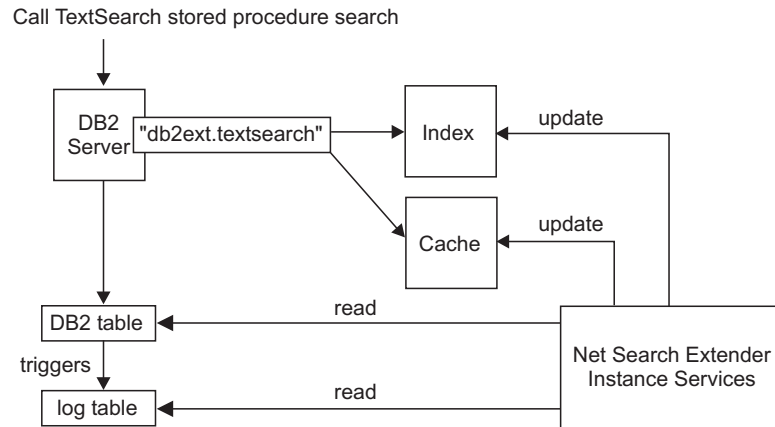 Call TextSearch stored procedure search
DB2
Server
"db2ext.textsearch"
Index
update
Cache
update
DB2 table
read
triggers
log table
read
Net Search Extender
Instance Services